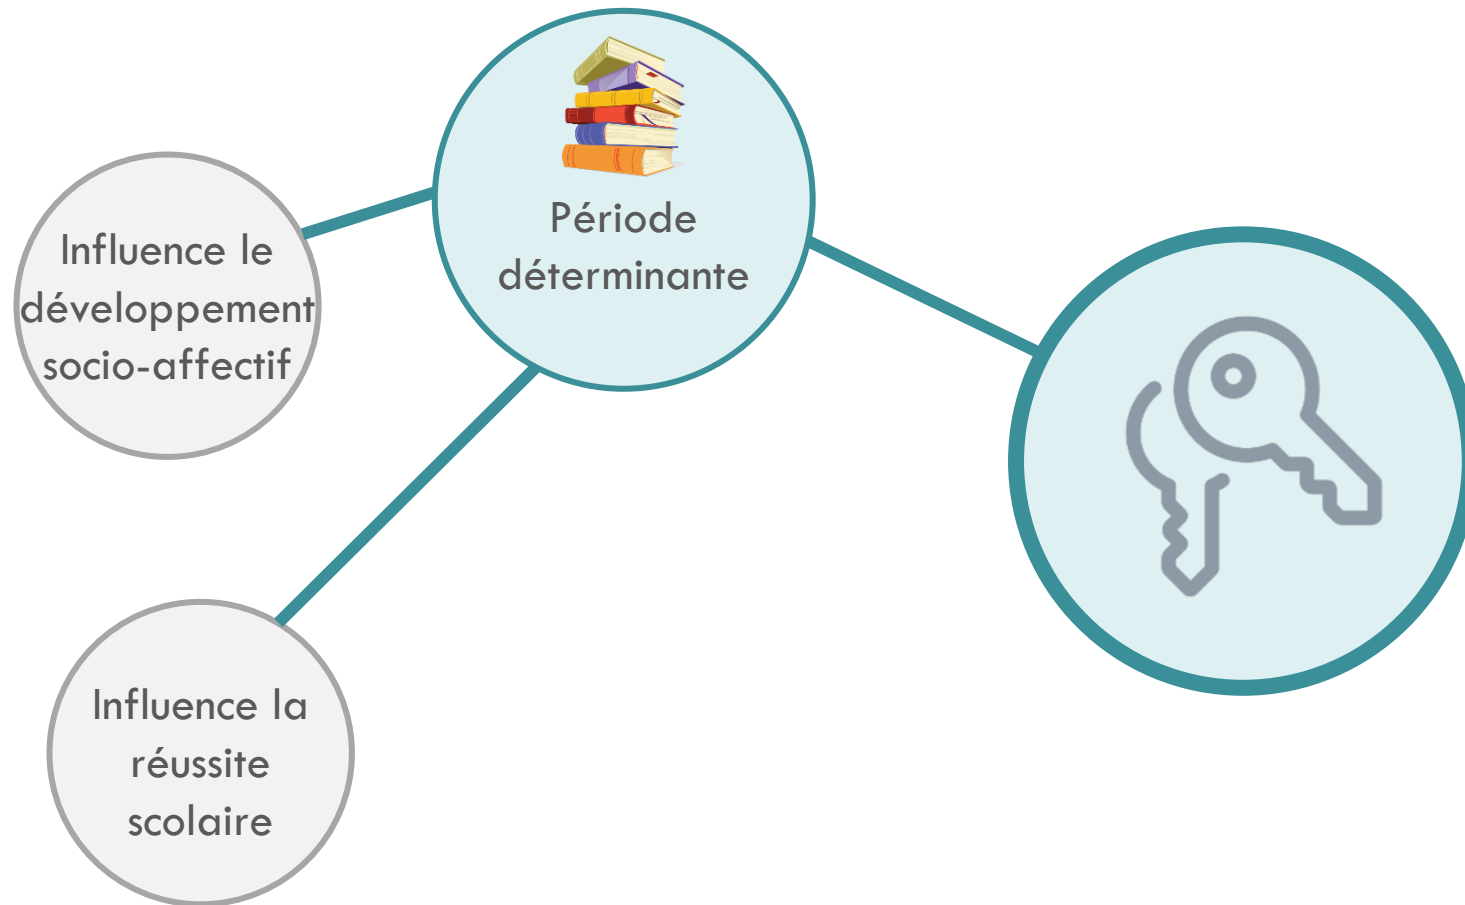 Période
déterminante
Influence le
développement
socio-affectif
Influence la
réussite
scolaire